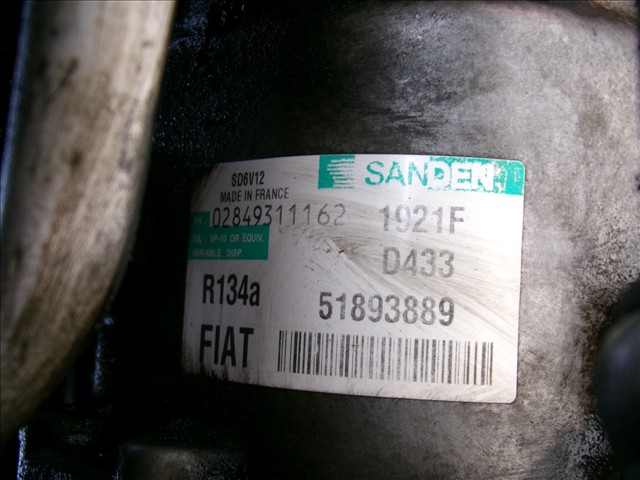 SD6V12
MADE IN FRANCE
SANDEN
S/N 02849311162 1921F
OIL : SP-10 OR EQUIV.
VARIABLE DISP. D433
R134a 51893889
FIAT